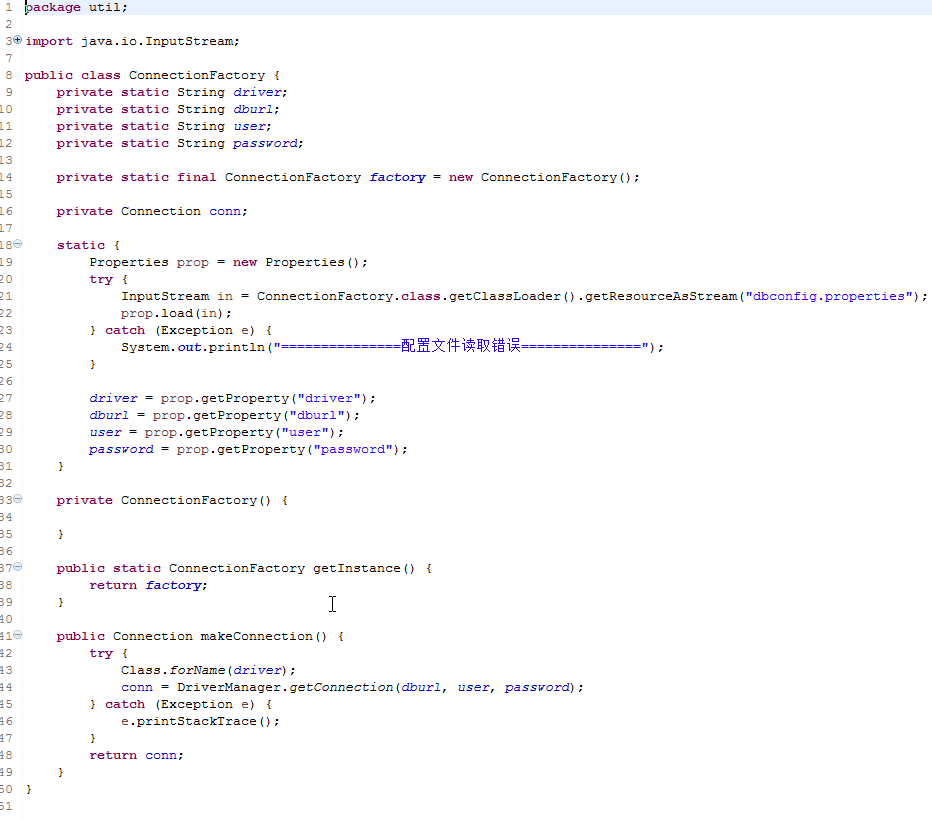 1 package util;
2
3 import java.io.InputStream;
7
8 public class ConnectionFactory {
9     private static String driver;
10     private static String dburl;
11     private static String user;
12     private static String password;
13
14     private static final ConnectionFactory factory = new ConnectionFactory();
15
16     private Connection conn;
17
18     static {
19         Properties prop = new Properties();
20         try {
21             InputStream in = ConnectionFactory.class.getClassLoader().getResourceAsStream("dbconfig.properties");
22             prop.load(in);
23         } catch (Exception e) {
24             System.out.println("===============配置文件读取错误===============");
25         }
26
27         driver = prop.getProperty("driver");
28         dburl = prop.getProperty("dburl");
29         user = prop.getProperty("user");
30         password = prop.getProperty("password");
31     }
32
33     private ConnectionFactory() {
34
35     }
36
37     public static ConnectionFactory getInstance() {
38         return factory;
39     }
40
41     public Connection makeConnection() {
42         try {
43             Class.forName(driver);
44             conn = DriverManager.getConnection(dburl, user, password);
45         } catch (Exception e) {
46             e.printStackTrace();
47         }
48         return conn;
49     }
50 }
51